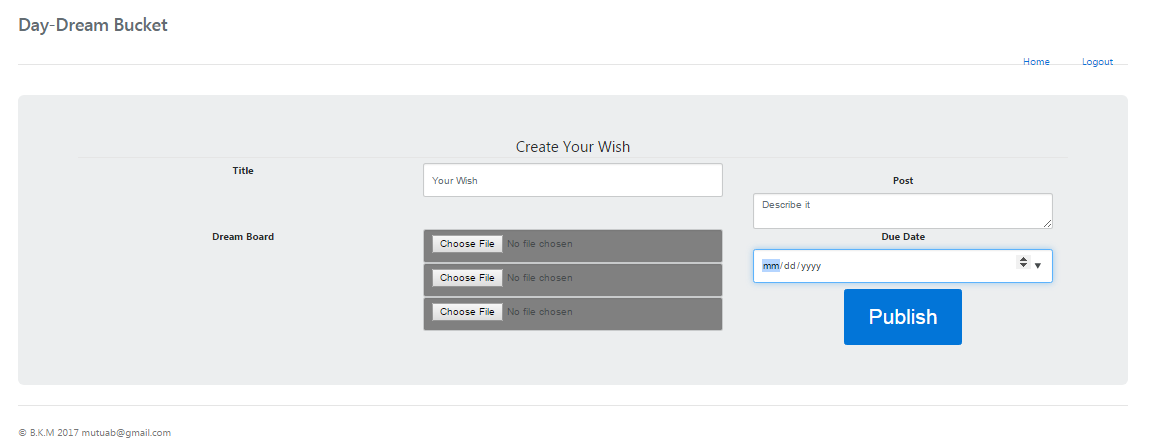 Day-Dream Bucket
Home Logout
Create Your Wish
Title
Your Wish
Post
Describe it
Dream Board
Choose File No file chosen
Choose File No file chosen
Choose File No file chosen
Due Date
mm/dd/yyyy
Publish
© B.K.M 2017 mutuab@gmail.com